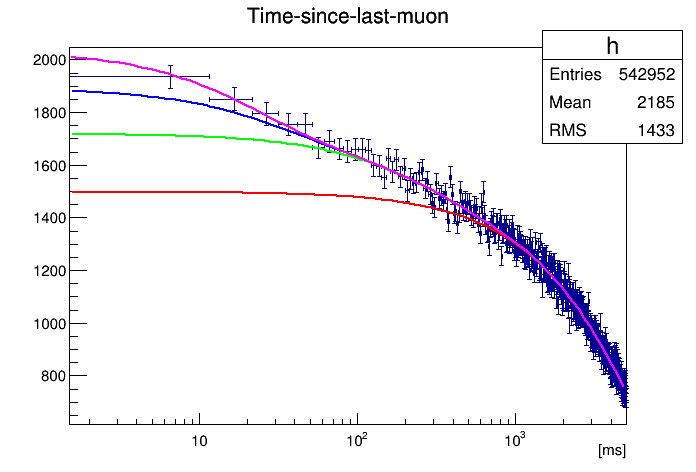 Time-since-last-muon
h
Entries 542952
Mean 2185
RMS 1433
2000
1800
1600
1400
1200
1000
800
10
10²
10³
[ms]